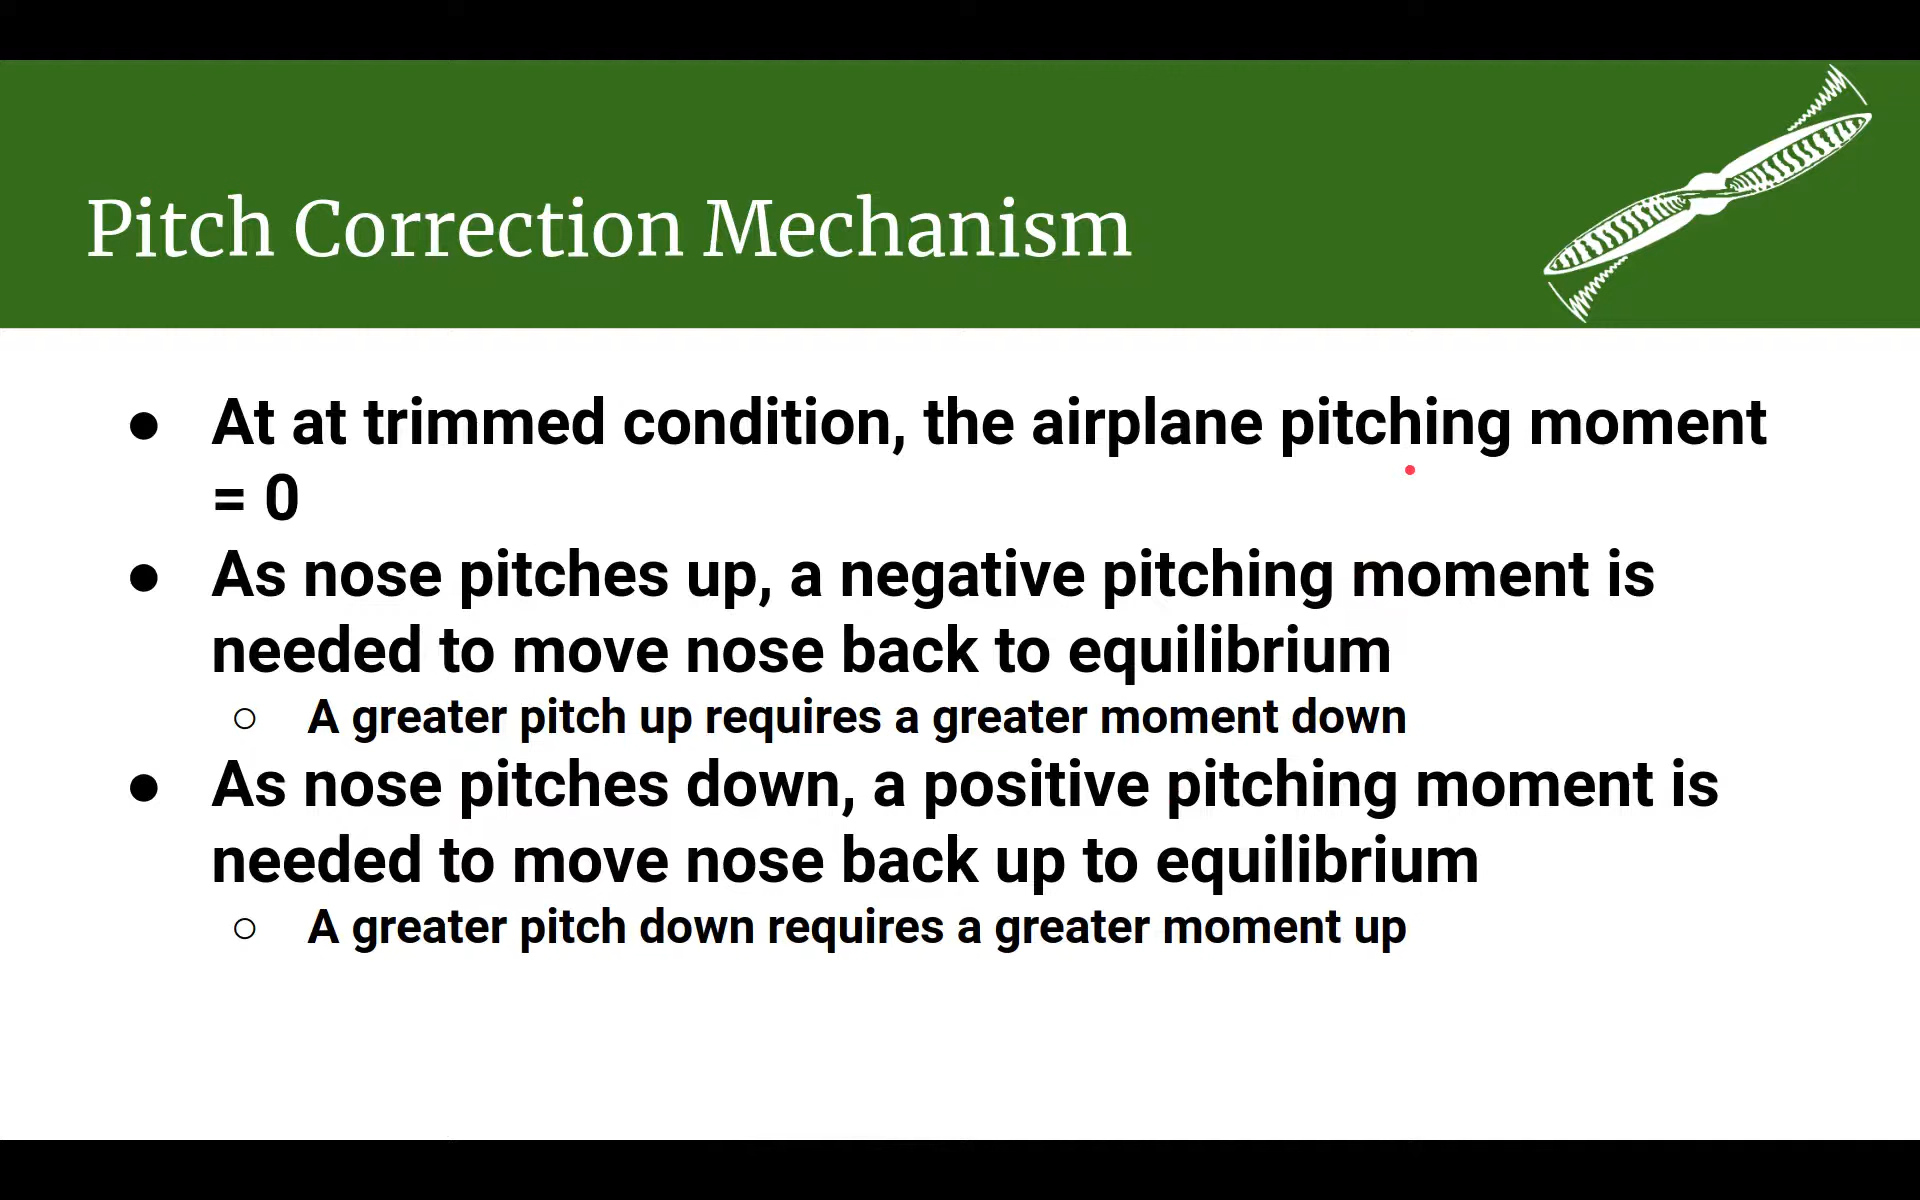 Pitch Correction Mechanism
● At at trimmed condition, the airplane pitching moment
= 0
● As nose pitches up, a negative pitching moment is
needed to move nose back to equilibrium
○ A greater pitch up requires a greater moment down
● As nose pitches down, a positive pitching moment is
needed to move nose back up to equilibrium
○ A greater pitch down requires a greater moment up